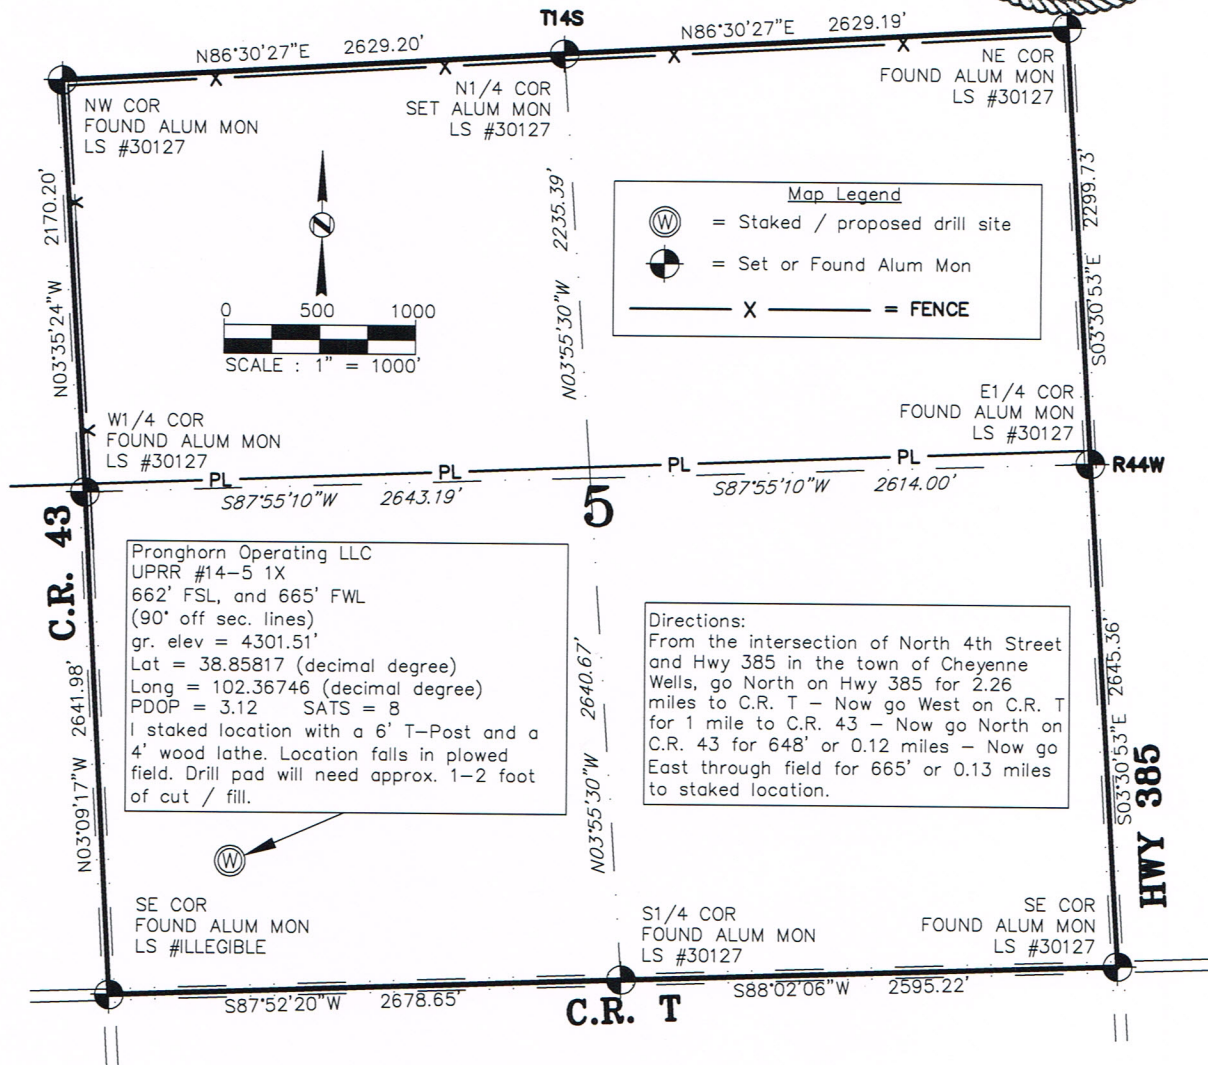 T14S
N86°30'27"E 2629.20'
N86°30'27"E 2629.19'
NW COR
FOUND ALUM MON
LS #30127
N1/4 COR
SET ALUM MON
LS #30127
NE COR
FOUND ALUM MON
LS #30127
N03°35'24"W 2170.20'
N03°55'30"W 2235.39'
S03°30'53"E 2299.73'
N
0 500 1000
SCALE : 1" = 1000'
Map Legend
W = Staked / proposed drill site
= Set or Found Alum Mon
X = FENCE
W1/4 COR
FOUND ALUM MON
LS #30127
E1/4 COR
FOUND ALUM MON
LS #30127
R44W
PL PL PL PL
S87°55'10"W 2643.19'
S87°55'10"W 2614.00'
5
C.R. 43
Pronghorn Operating LLC
UPRR #14-5 1X
662' FSL, and 665' FWL
(90° off sec. lines)
gr. elev = 4301.51'
Lat = 38.85817 (decimal degree)
Long = 102.36746 (decimal degree)
PDOP = 3.12 SATS = 8
I staked location with a 6' T-Post and a
4' wood lathe. Location falls in plowed
field. Drill pad will need approx. 1-2 foot
of cut / fill.
Directions:
From the intersection of North 4th Street
and Hwy 385 in the town of Cheyenne
Wells, go North on Hwy 385 for 2.26
miles to C.R. T - Now go West on C.R. T
for 1 mile to C.R. 43 - Now go North on
C.R. 43 for 648' or 0.12 miles - Now go
East through field for 665' or 0.13 miles
to staked location.
N03°09'17"W 2641.98'
N03°55'30"W 2640.67'
S03°30'53"E 2645.36'
HWY 385
W
SE COR
FOUND ALUM MON
LS #ILLEGIBLE
S1/4 COR
FOUND ALUM MON
LS #30127
SE COR
FOUND ALUM MON
LS #30127
S87°52'20"W 2678.65'
S88°02'06"W 2595.22'
C.R. T